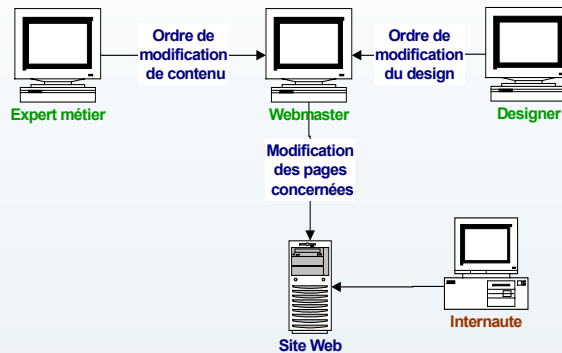 Ordre de
modification
de contenu
Ordre de
modification
du design
Expert métier
Webmaster
Designer
Modification
des pages
concernées
Internaute
Site Web